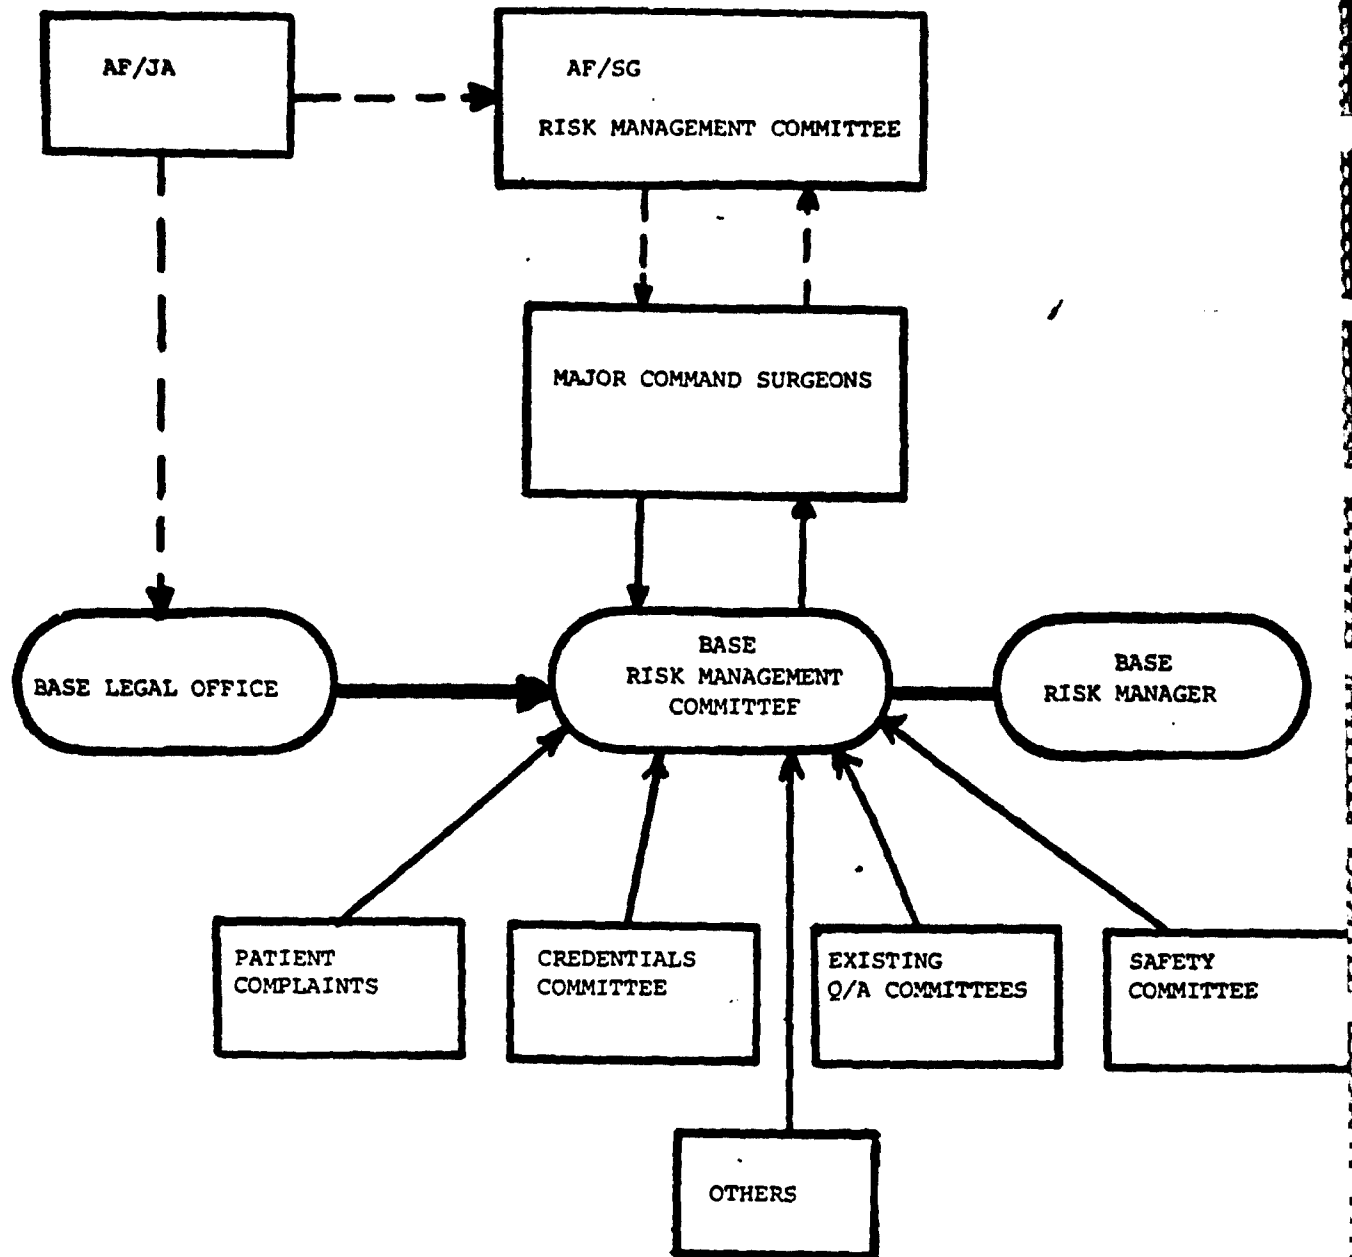 AF/JA
AF/SG
RISK MANAGEMENT COMMITTEE
MAJOR COMMAND SURGEONS
BASE LEGAL OFFICE
BASE
RISK MANAGEMENT
COMMITTEE
BASE
RISK MANAGER
PATIENT
COMPLAINTS
CREDENTIALS
COMMITTEE
EXISTING
Q/A COMMITTEES
SAFETY
COMMITTEE
OTHERS